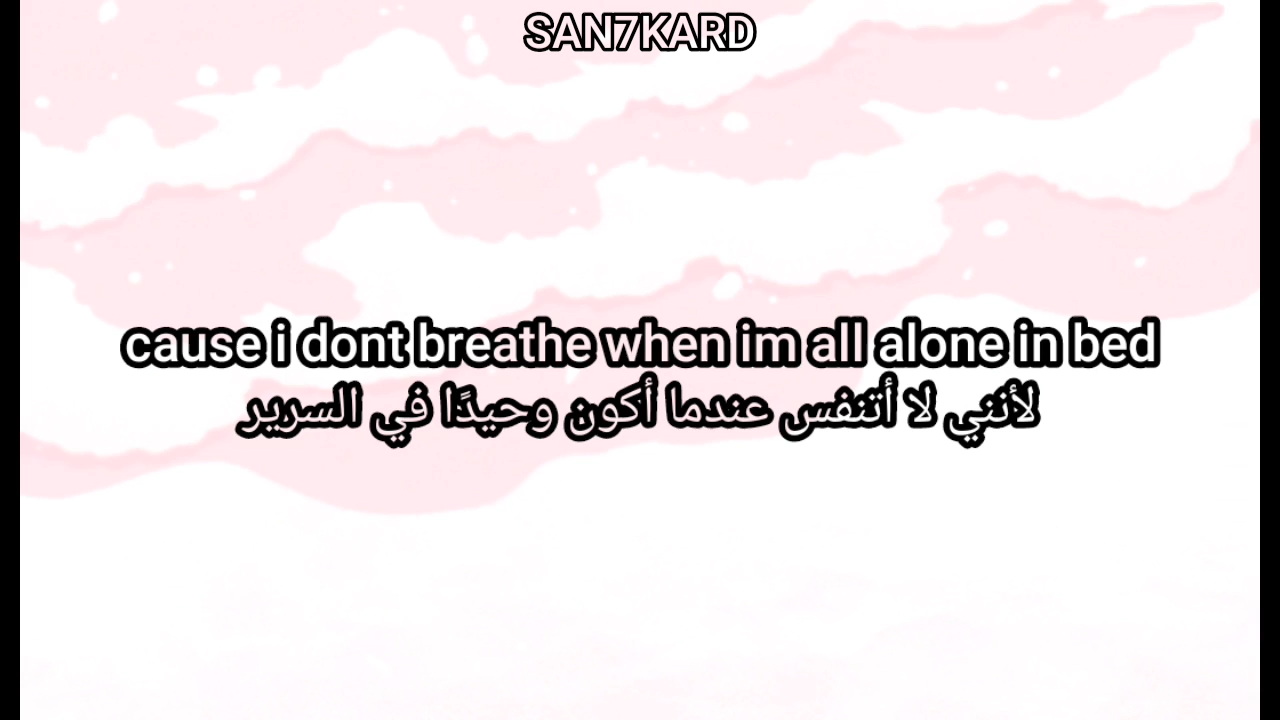 SAN7KARD
cause i dont breathe when im all alone in bed
لأنني لا أتنفس عندما أكون وحيدًا في السرير